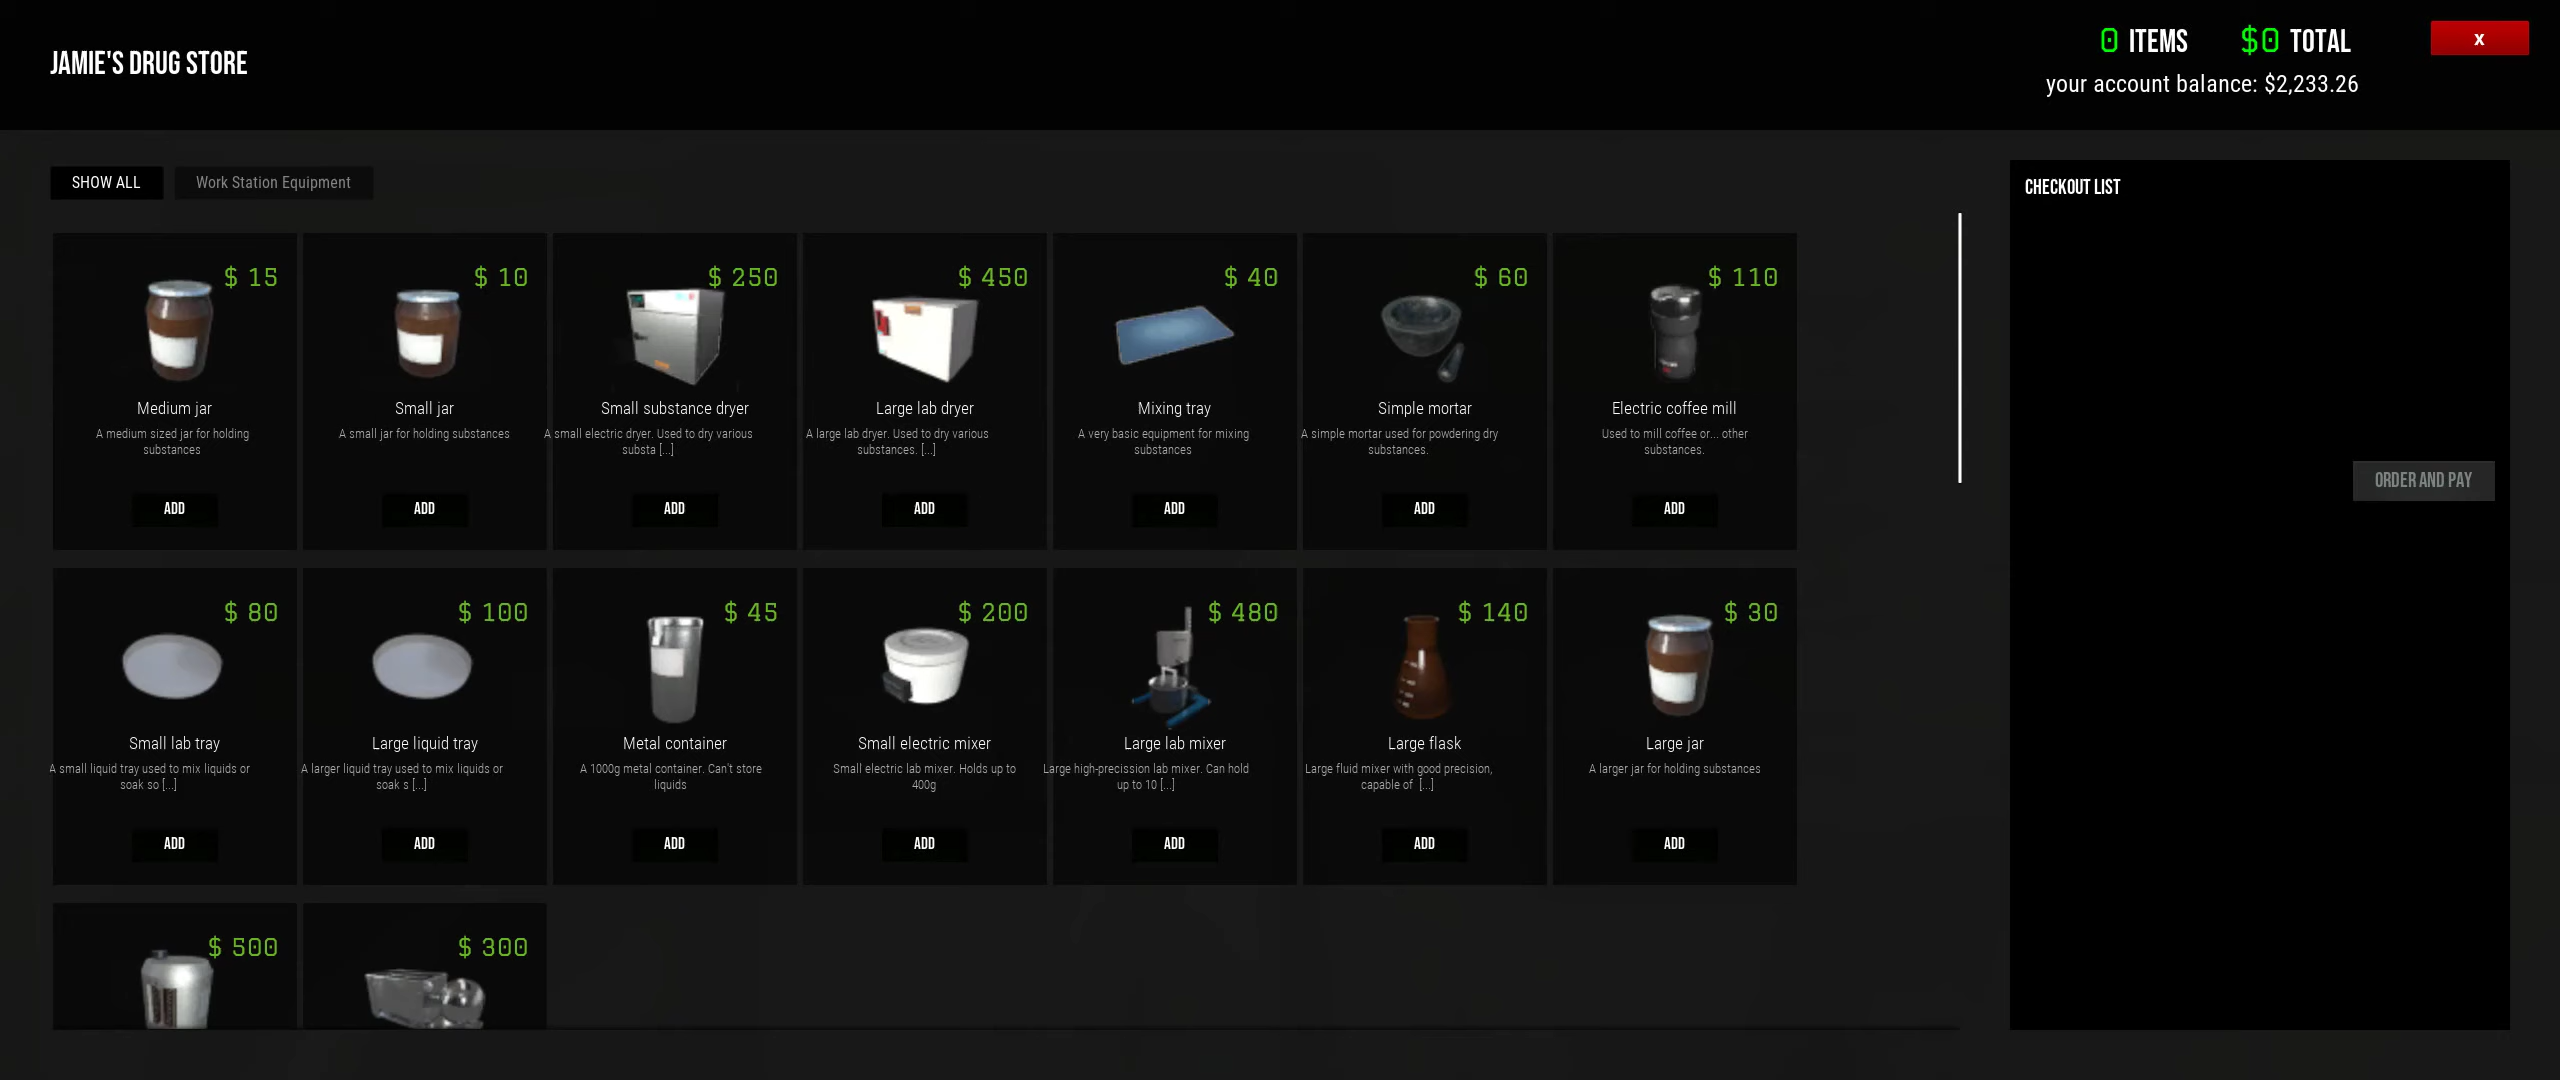 JAMIE'S DRUG STORE
0 ITEMS $0 TOTAL
x
your account balance: $2,233.26
SHOW ALL
Work Station Equipment
CHECKOUT LIST
$ 15
Medium jar
A medium sized jar for holding
substances
ADD
$ 10
Small jar
A small jar for holding substances
ADD
$ 250
Small substance dryer
A small electric dryer. Used to dry various
substa [...]
ADD
$ 450
Large lab dryer
A large lab dryer. Used to dry various
substances. [...]
ADD
$ 40
Mixing tray
A very basic equipment for mixing
substances
ADD
$ 60
Simple mortar
A simple mortar used for powdering dry
substances.
ADD
$ 110
Electric coffee mill
Used to mill coffee or... other
substances.
ADD
ORDER AND PAY
$ 80
Small lab tray
A small liquid tray used to mix liquids or
soak so [...]
ADD
$ 100
Large liquid tray
A larger liquid tray used to mix liquids or
soak s [...]
ADD
$ 45
Metal container
A 1000g metal container. Can't store
liquids
ADD
$ 200
Small electric mixer
Small electric lab mixer. Holds up to
400g
ADD
$ 480
Large lab mixer
Large high-precission lab mixer. Can hold
up to 10 [...]
ADD
$ 140
Large flask
Large fluid mixer with good precision,
capable of [...]
ADD
$ 30
Large jar
A larger jar for holding substances
ADD
$ 500
$ 300